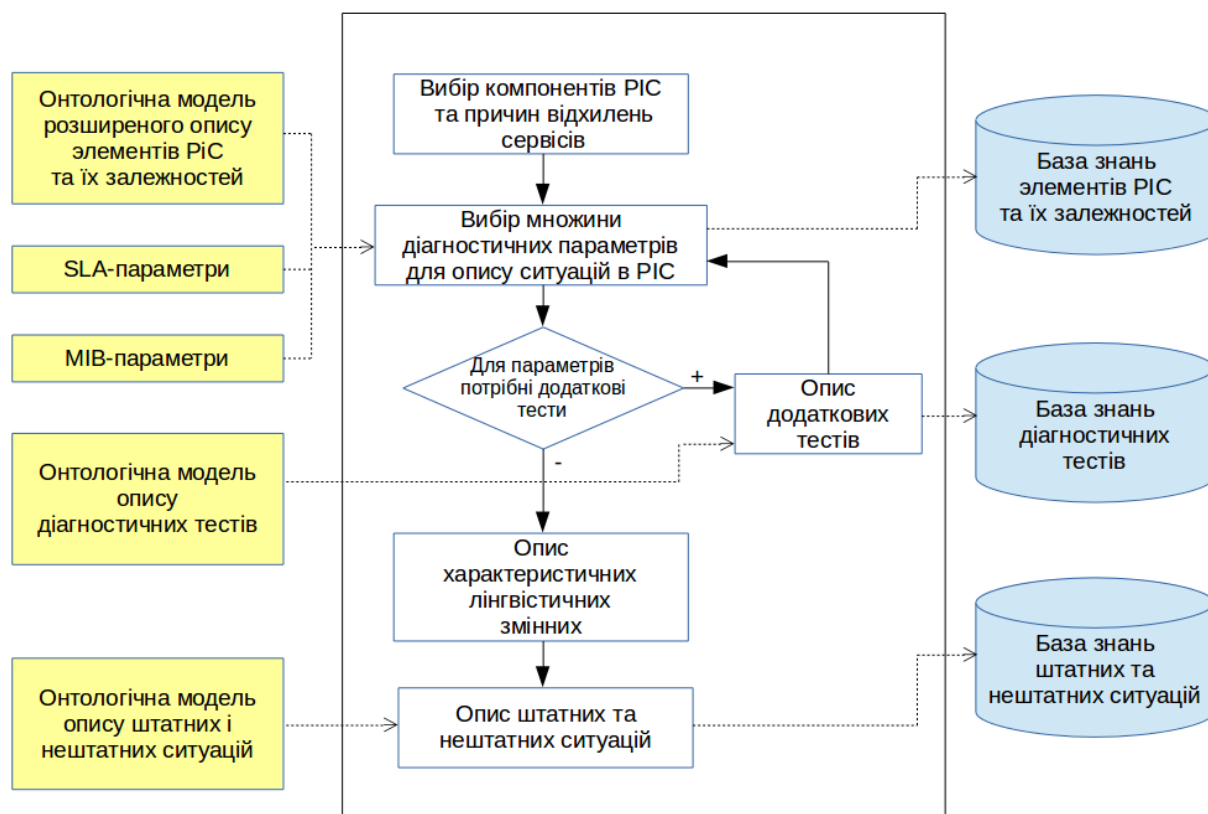 Онтологічна модель
розширеного опису
элементів РіС
та їх залежностей
SLA-параметри
MIB-параметри
Онтологічна модель
опису
діагностичних тестів
Онтологічна модель
опису штатних і
нештатних ситуацій
Вибір компонентів РІС
та причин відхилень
сервісів
Вибір множини
діагностичних параметрів
для опису ситуацій в РІС
Для параметрів
потрібні додаткові
тести
+
-
Опис
додаткових
тестів
Опис
характеристичних
лінгвістичних
змінних
Опис штатних та
нештатних ситуацій
База знань
элементів РІС
та їх залежностей
База знань
діагностичних
тестів
База знань
штатних та
нештатних ситуацій